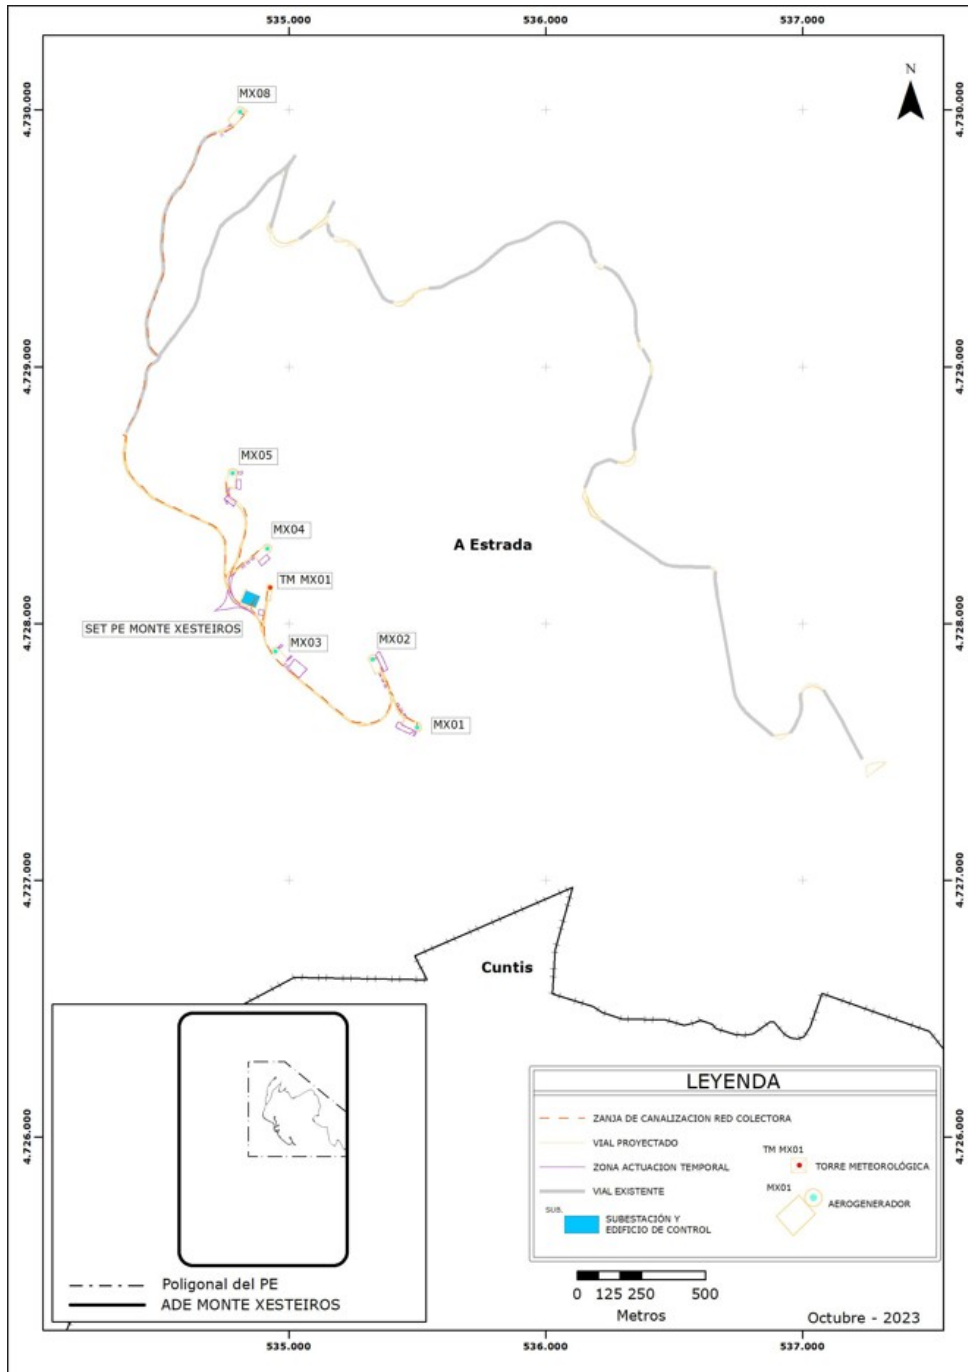 535.000
536.000
537.000
4.730.000
4.730.000
N
MX08
4.729.000
4.729.000
MX05
MX04
A Estrada
TM MX01
4.728.000
4.728.000
SET PE MONTE XESTEIROS
MX03
MX02
MX01
4.727.000
4.727.000
Cuntis
LEYENDA
ZANJA DE CANALIZACION RED COLECTORA
VIAL PROYECTADO
ZONA ACTUACION TEMPORAL
VIAL EXISTENTE
SUB.
SUBESTACIÓN Y
EDIFICIO DE CONTROL
TM MX01
TORRE METEOROLÓGICA
MX01
AEROGENERADOR
4.726.000
4.726.000
Poligonal del PE
ADE MONTE XESTEIROS
0 125 250 500
Metros
Octubre - 2023
535.000
536.000
537.000